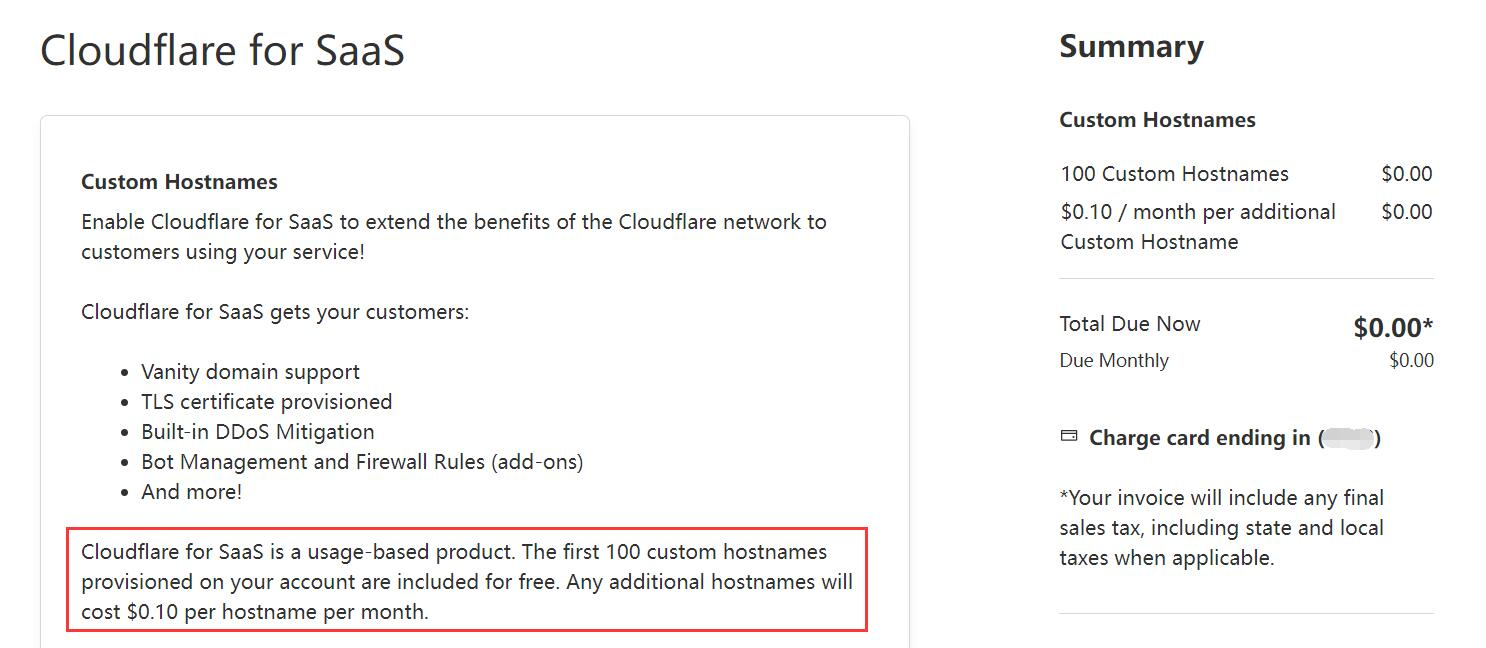 Cloudflare for SaaS
Custom Hostnames
Enable Cloudflare for SaaS to extend the benefits of the Cloudflare network to
customers using your service!
Cloudflare for SaaS gets your customers:
• Vanity domain support
• TLS certificate provisioned
• Built-in DDoS Mitigation
• Bot Management and Firewall Rules (add-ons)
• And more!
Cloudflare for SaaS is a usage-based product. The first 100 custom hostnames
provisioned on your account are included for free. Any additional hostnames will
cost $0.10 per hostname per month.
Summary
Custom Hostnames
100 Custom Hostnames $0.00
$0.10 / month per additional $0.00
Custom Hostname
Total Due Now $0.00*
Due Monthly $0.00
Charge card ending in ( )
*Your invoice will include any final
sales tax, including state and local
taxes when applicable.